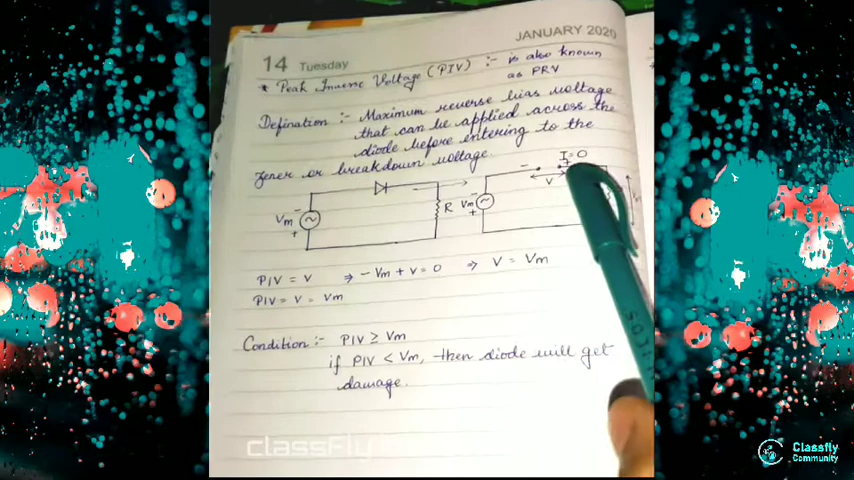 JANUARY 2020
14 Tuesday
* Peak Inverse Voltage (PIV) :- is also known
as PRV
Defination :- Maximum reverse bias voltage
that can be applied across the
diode before entering to the
zener or breakdown voltage.
I=0
- + 
V
Vm - + R
Vm - +
PIV = V ⇒ -Vm + V = 0 ⇒ V = Vm
PIV = V = Vm
Condition :- PIV ≥ Vm
if PIV < Vm, then diode will get
damage.
classFly
Classfly
Community